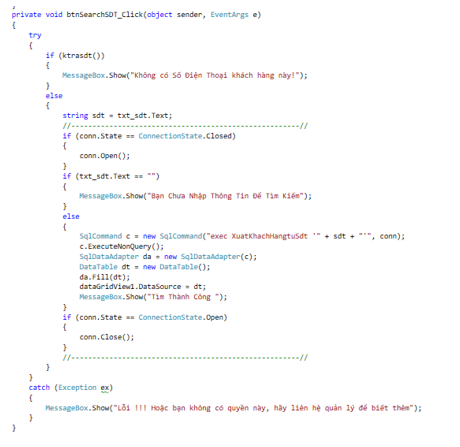 private void btnSearchSDT_Click(object sender, EventArgs e)
{
try
{
if (ktrasdt())
{
MessageBox.Show("Không có Số Điện Thoại khách hàng này!");
}
else
{
string sdt = txt_sdt.Text;
//------------------------------------------------------//
if (conn.State == ConnectionState.Closed)
{
conn.Open();
}
if (txt_sdt.Text == "")
{
MessageBox.Show("Bạn Chưa Nhập Thông Tin Để Tìm Kiếm");
}
else
{
SqlCommand c = new SqlCommand("exec XuatKhachHangtuSdt '" + sdt + "'", conn);
c.ExecuteNonQuery();
SqlDataAdapter da = new SqlDataAdapter(c);
DataTable dt = new DataTable();
da.Fill(dt);
dataGridView1.DataSource = dt;
MessageBox.Show("Tìm Thành Công ");
}
if (conn.State == ConnectionState.Open)
{
conn.Close();
}
//------------------------------------------------------//
}
}
catch (Exception ex)
{
MessageBox.Show("Lỗi !!! Hoặc bạn không có quyền này, hãy liên hệ quản lý để biết thêm");
}
}